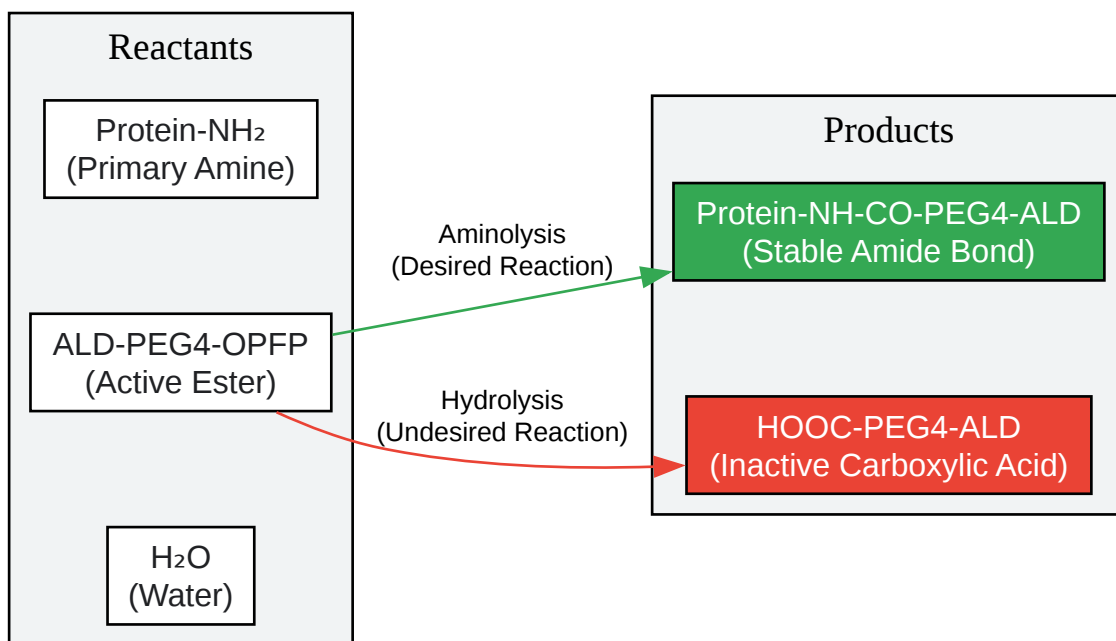 Reactants
Protein-NH₂
(Primary Amine)
ALD-PEG4-OPFP
(Active Ester)
H₂O
(Water)
Aminolysis
(Desired Reaction)
Hydrolysis
(Undesired Reaction)
Products
Protein-NH-CO-PEG4-ALD
(Stable Amide Bond)
HOOC-PEG4-ALD
(Inactive Carboxylic Acid)